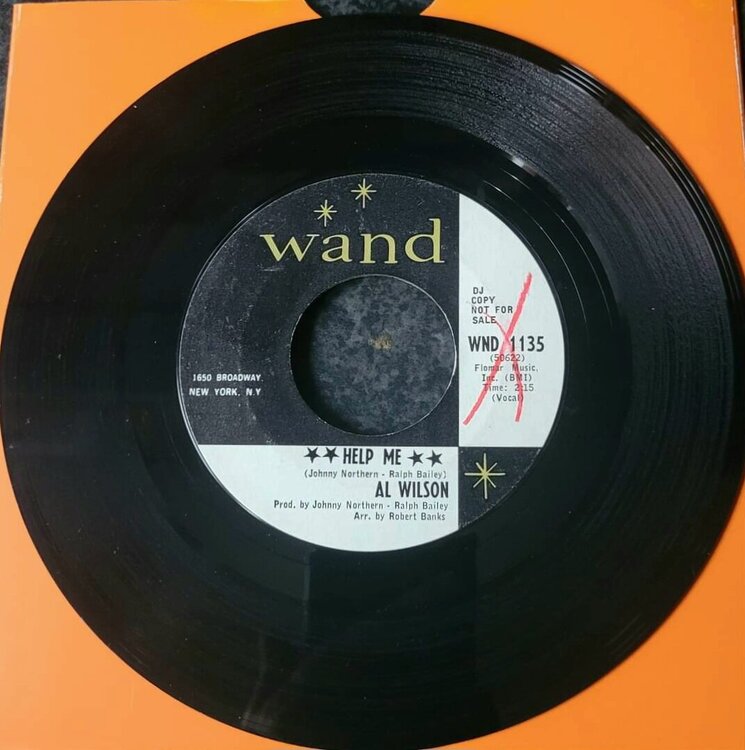 wand
DJ
COPY
NOT FOR
SALE
WND 1135
(50622)
Flomar Music,
Inc. (BMI)
Time: 2:15
(Vocal)
1650 BROADWAY,
NEW YORK, N.Y
★★ HELP ME ★★
(Johnny Northern - Ralph Bailey)
AL WILSON
Prod. by Johnny Northern - Ralph Bailey
Arr. by Robert Banks